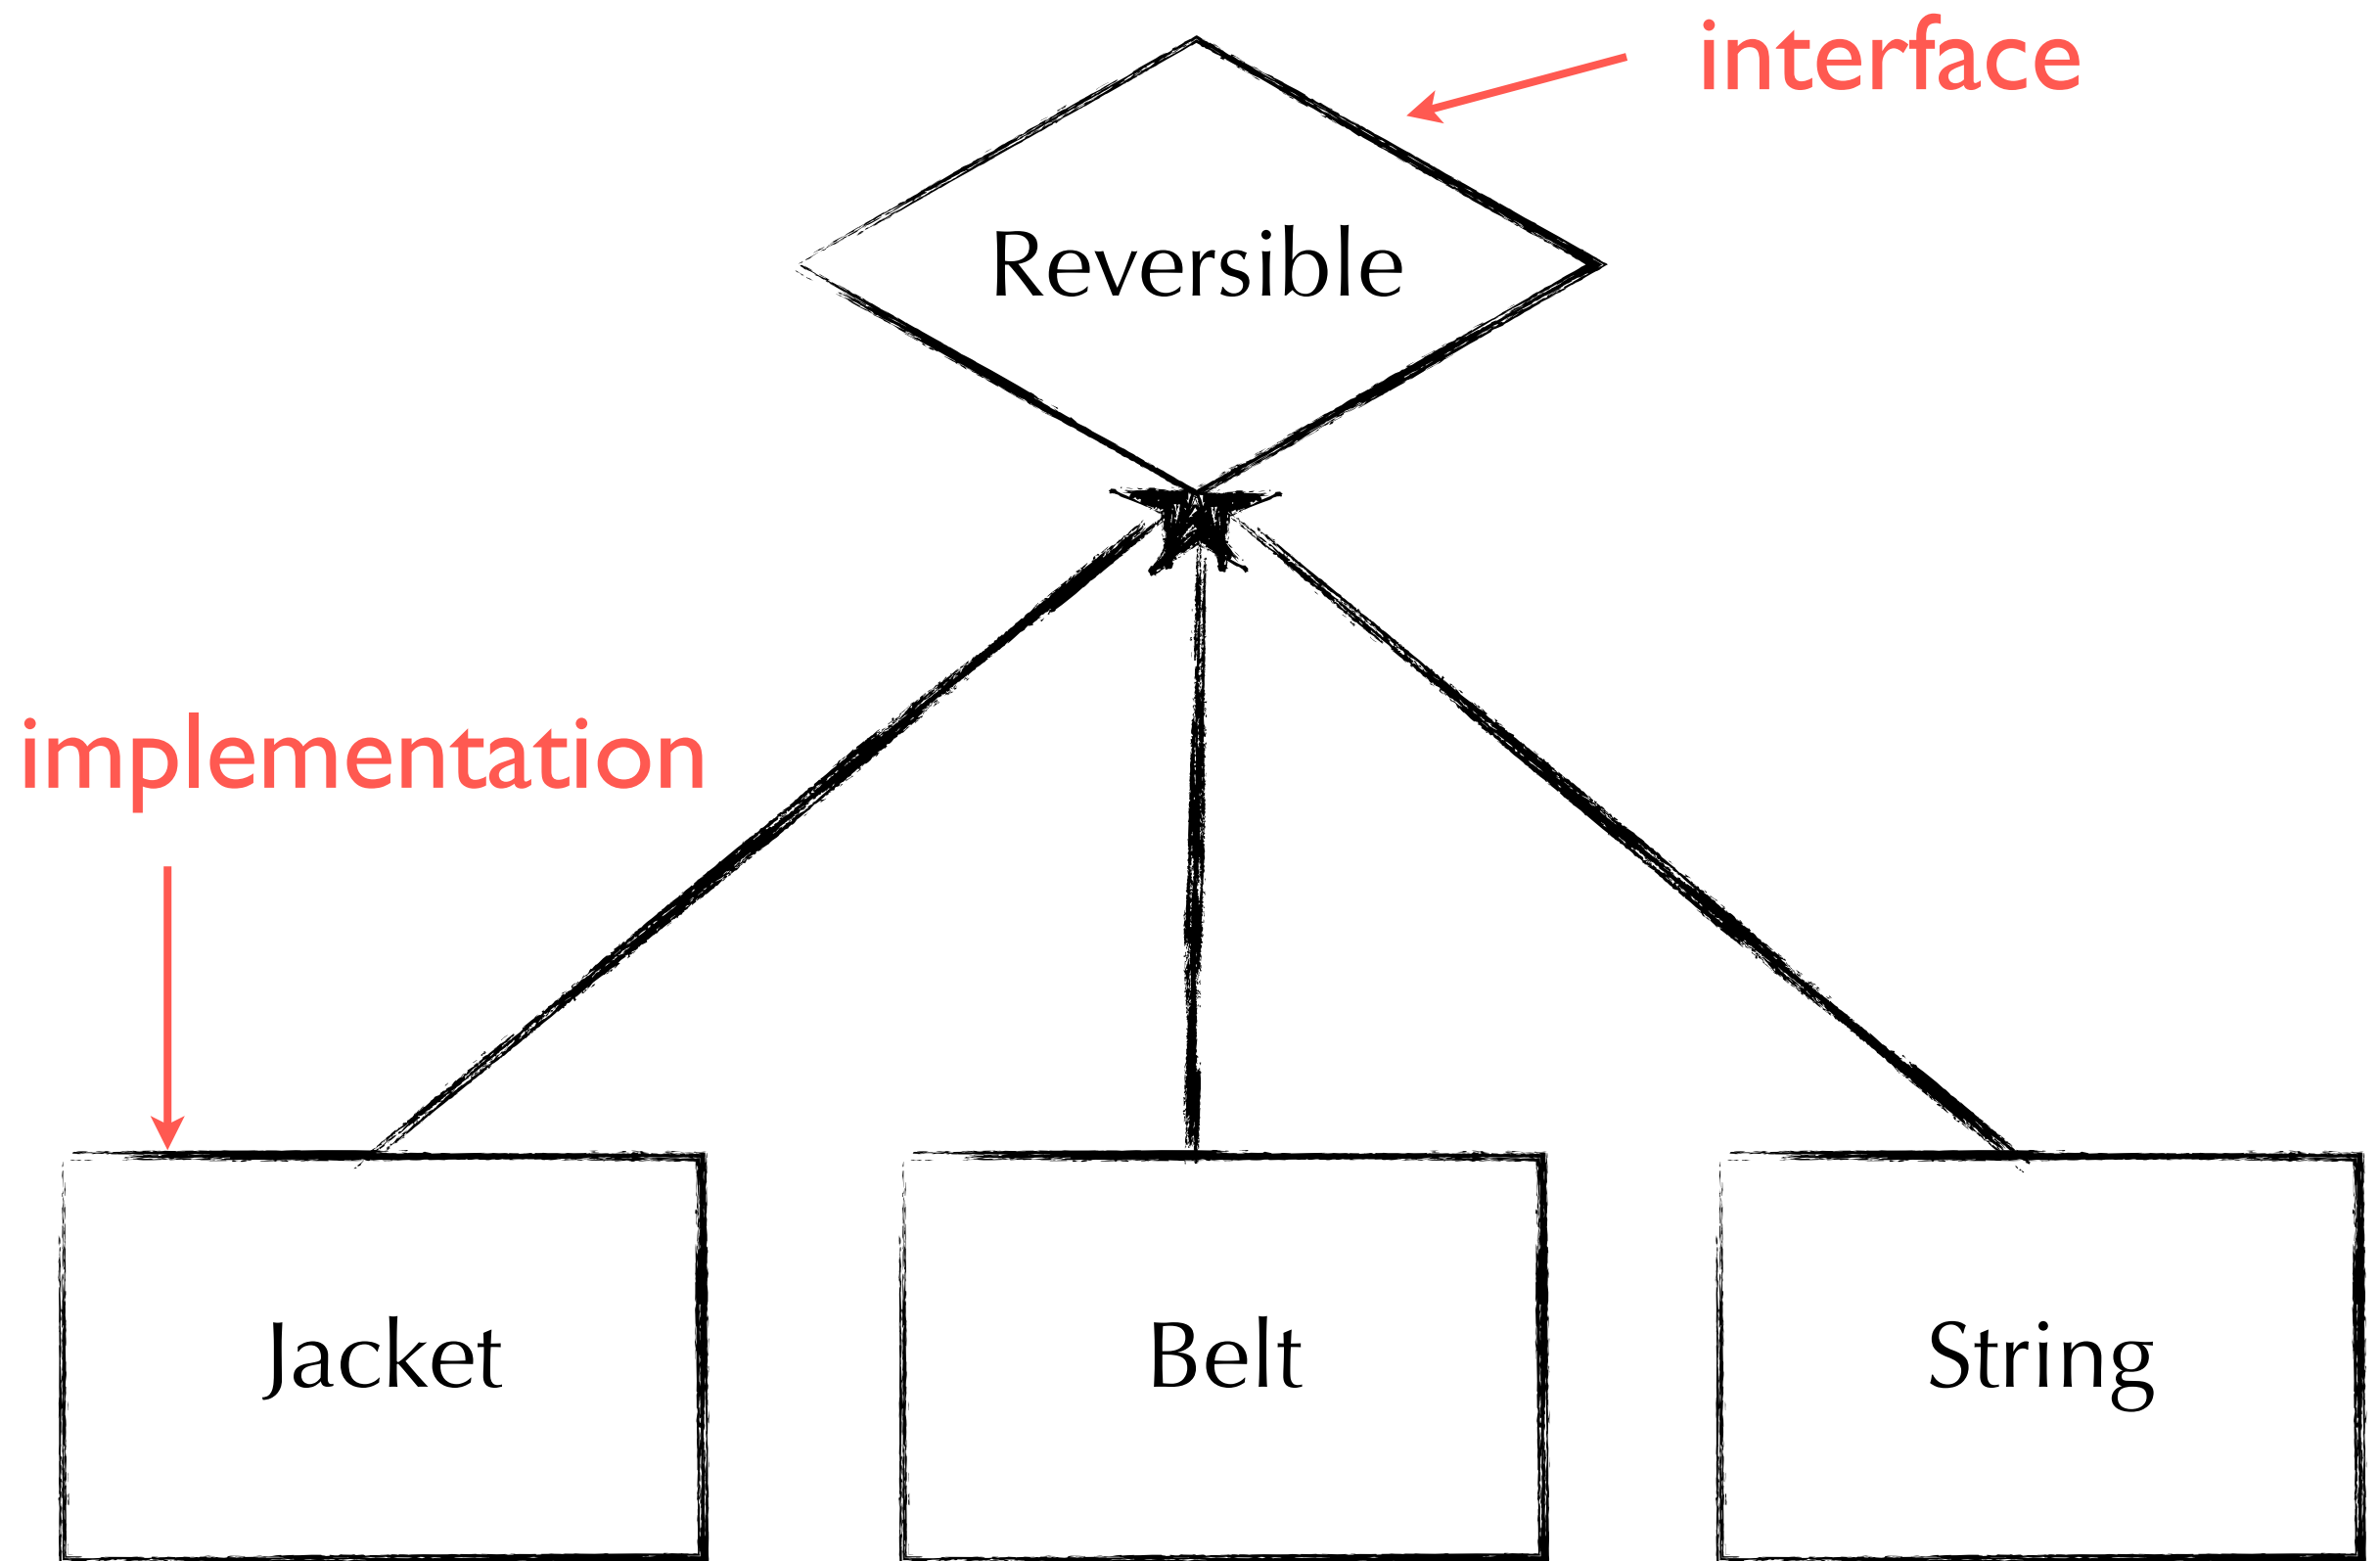 interface
Reversible
implementation
Jacket
Belt
String